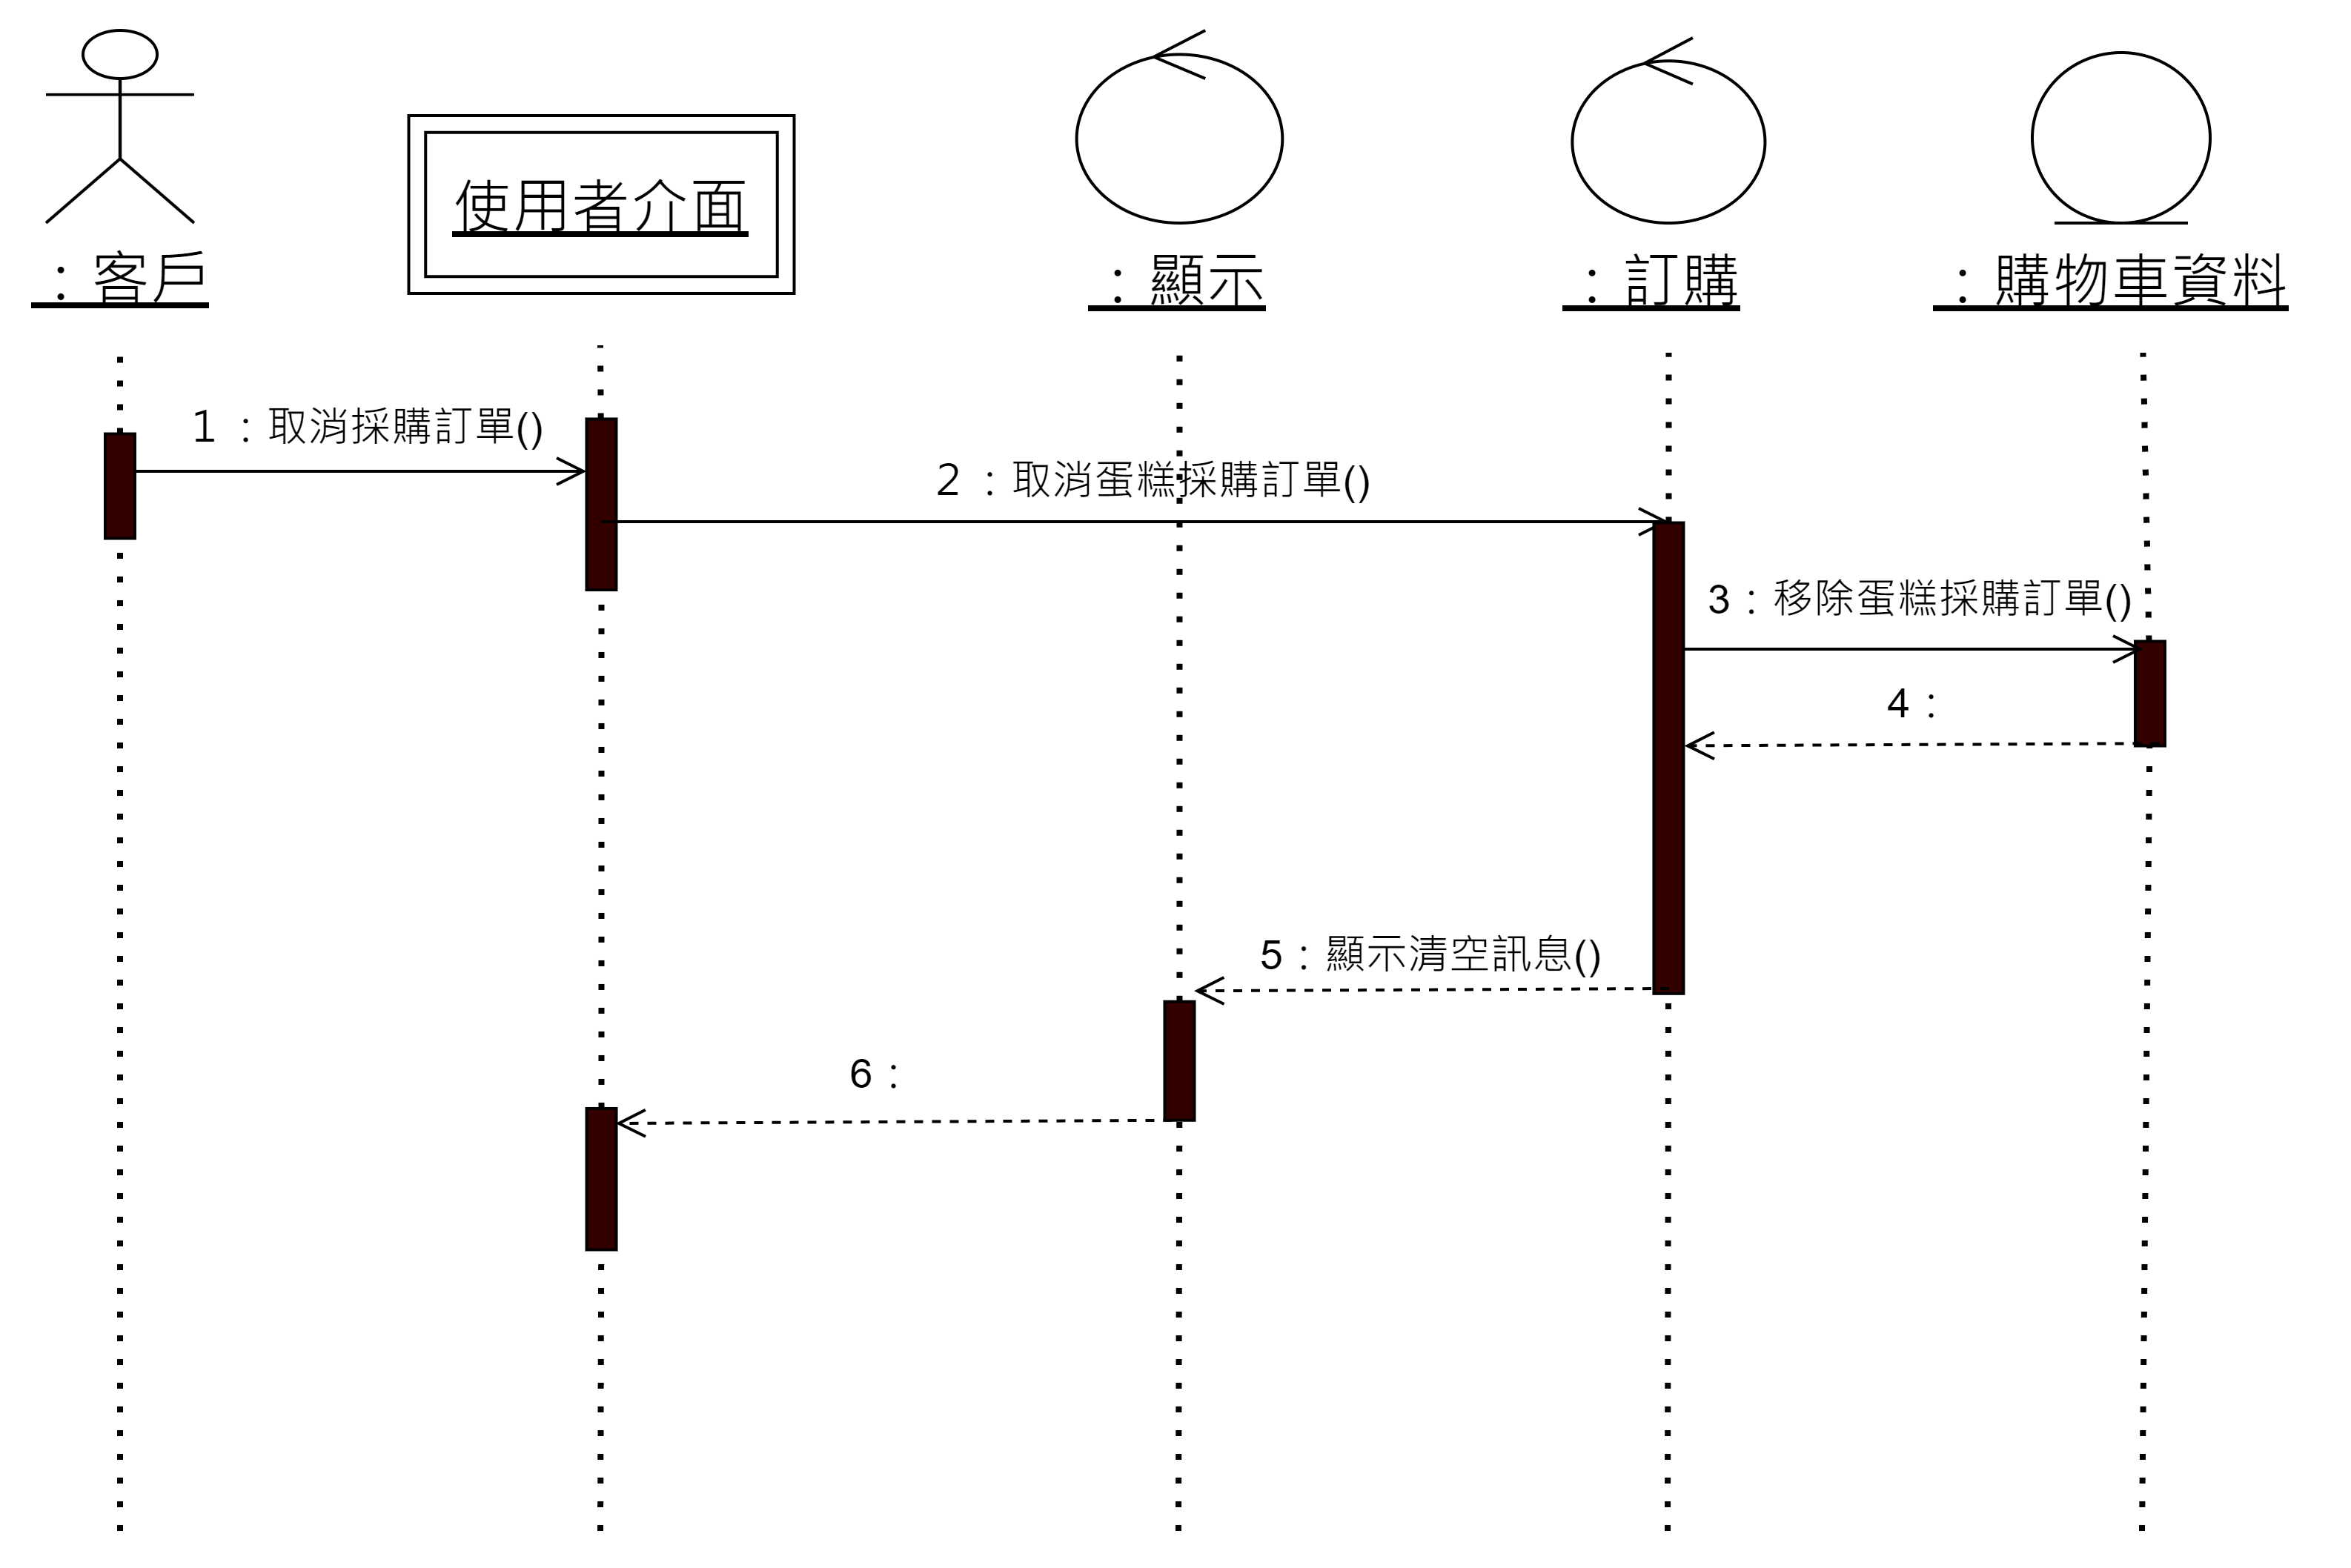 ：客戶
使用者介面
：顯示
：訂購
：購物車資料
1 ：取消採購訂單()
2 ：取消蛋糕採購訂單()
3：移除蛋糕採購訂單()
4：
5：顯示清空訊息()
6：